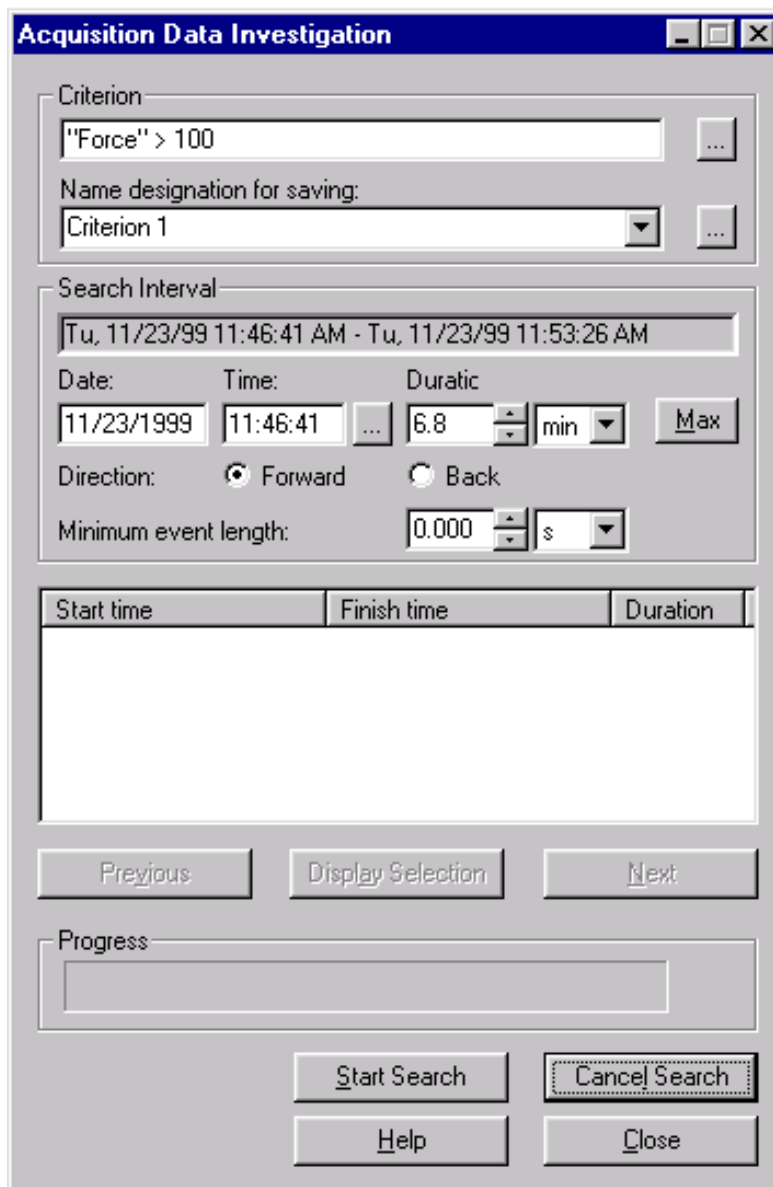 Acquisition Data Investigation
Criterion
"Force" > 100
...
Name designation for saving:
Criterion 1
...
Search Interval
Tu, 11/23/99 11:46:41 AM - Tu, 11/23/99 11:53:26 AM
Date: Time: Duratic
11/23/1999 11:46:41 ... 6.8 min Max
Direction: Forward Back
Minimum event length: 0.000 s
Start time Finish time Duration
Previous Display Selection Next
Progress
Start Search Cancel Search
Help Close